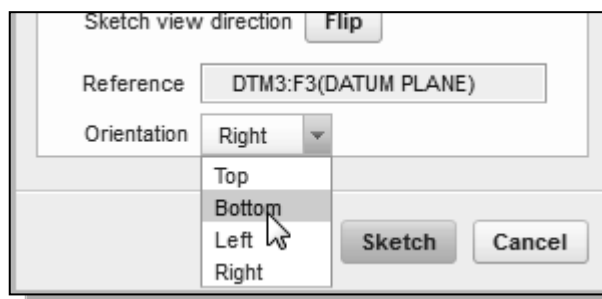 Sketch view direction Flip
Reference DTM3:F3(DATUM PLANE)
Orientation Right
Top
Bottom
Left
Right
Sketch Cancel